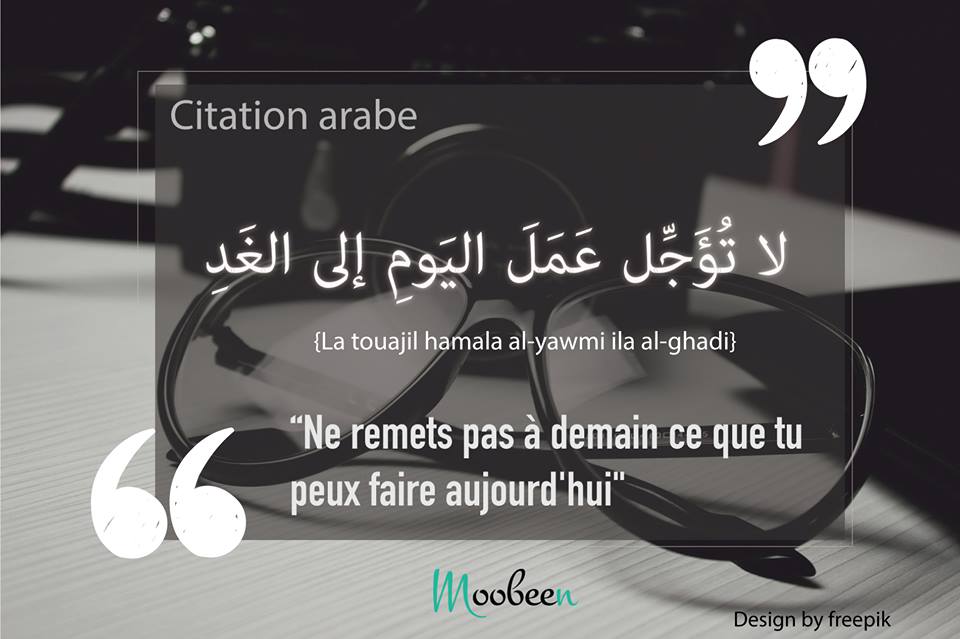 Citation arabe
لا تُؤَجِّل عَمَلَ اليَومِ إلى الغَدِ
{La touajil hamala al-yawmi ila al-ghadi}
“Ne remets pas à demain ce que tu
peux faire aujourd'hui"
Moobeen
Design by freepik